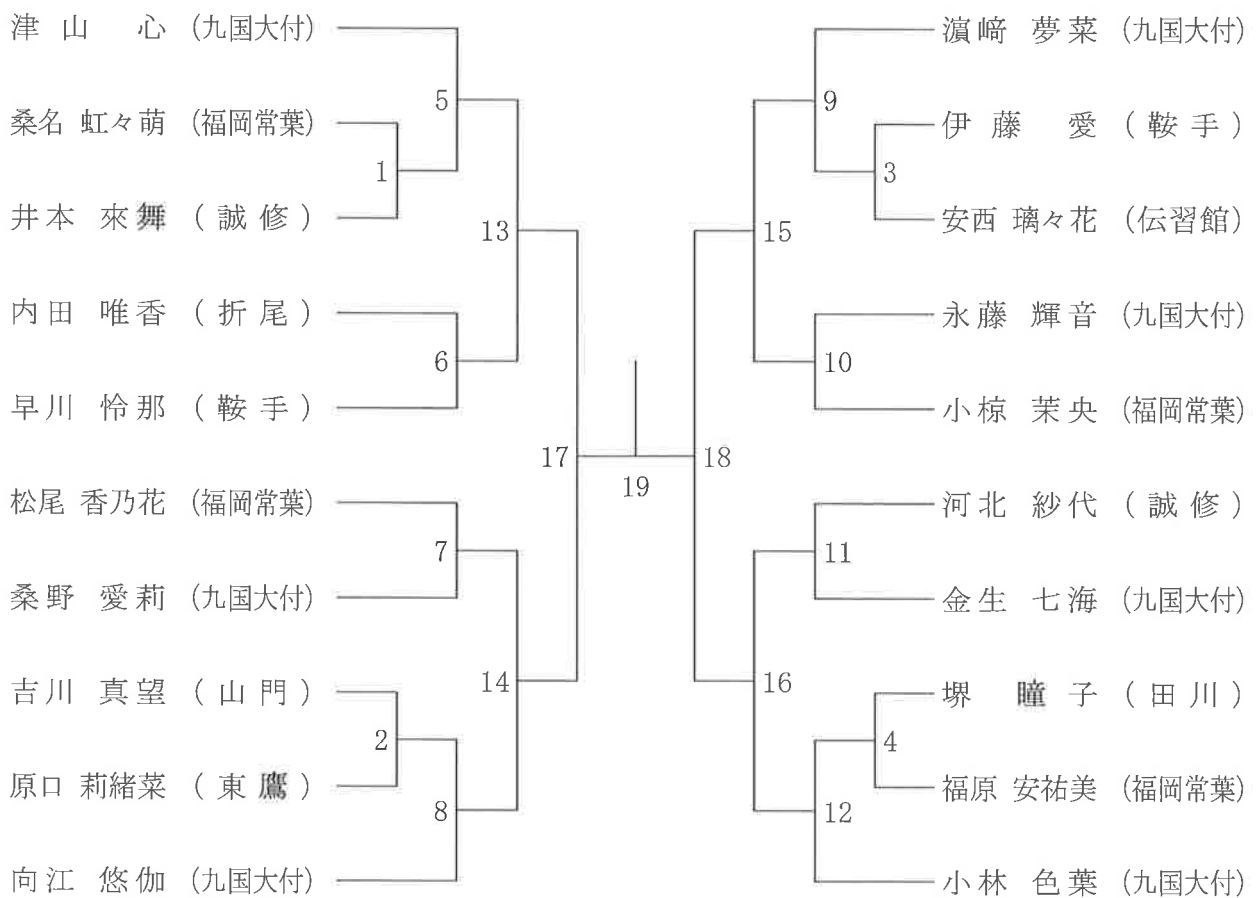 津山 心 (九国大付)
桑名 虹々萌 (福岡常葉)
井本 來舞 (誠修)
内田 唯香 (折尾)
早川 怜那 (鞍手)
松尾 香乃花 (福岡常葉)
桑野 愛莉 (九国大付)
吉川 真望 (山門)
原口 莉緒菜 (東鷹)
向江 悠伽 (九国大付)
1
2
5
6
7
8
13
14
17
19
18
15
16
9
10
11
12
3
4
濵﨑 夢菜 (九国大付)
伊藤 愛 (鞍手)
安西 璃々花 (伝習館)
永藤 輝音 (九国大付)
小椋 茉央 (福岡常葉)
河北 紗代 (誠修)
金生 七海 (九国大付)
堺 瞳子 (田川)
福原 安祐美 (福岡常葉)
小林 色葉 (九国大付)